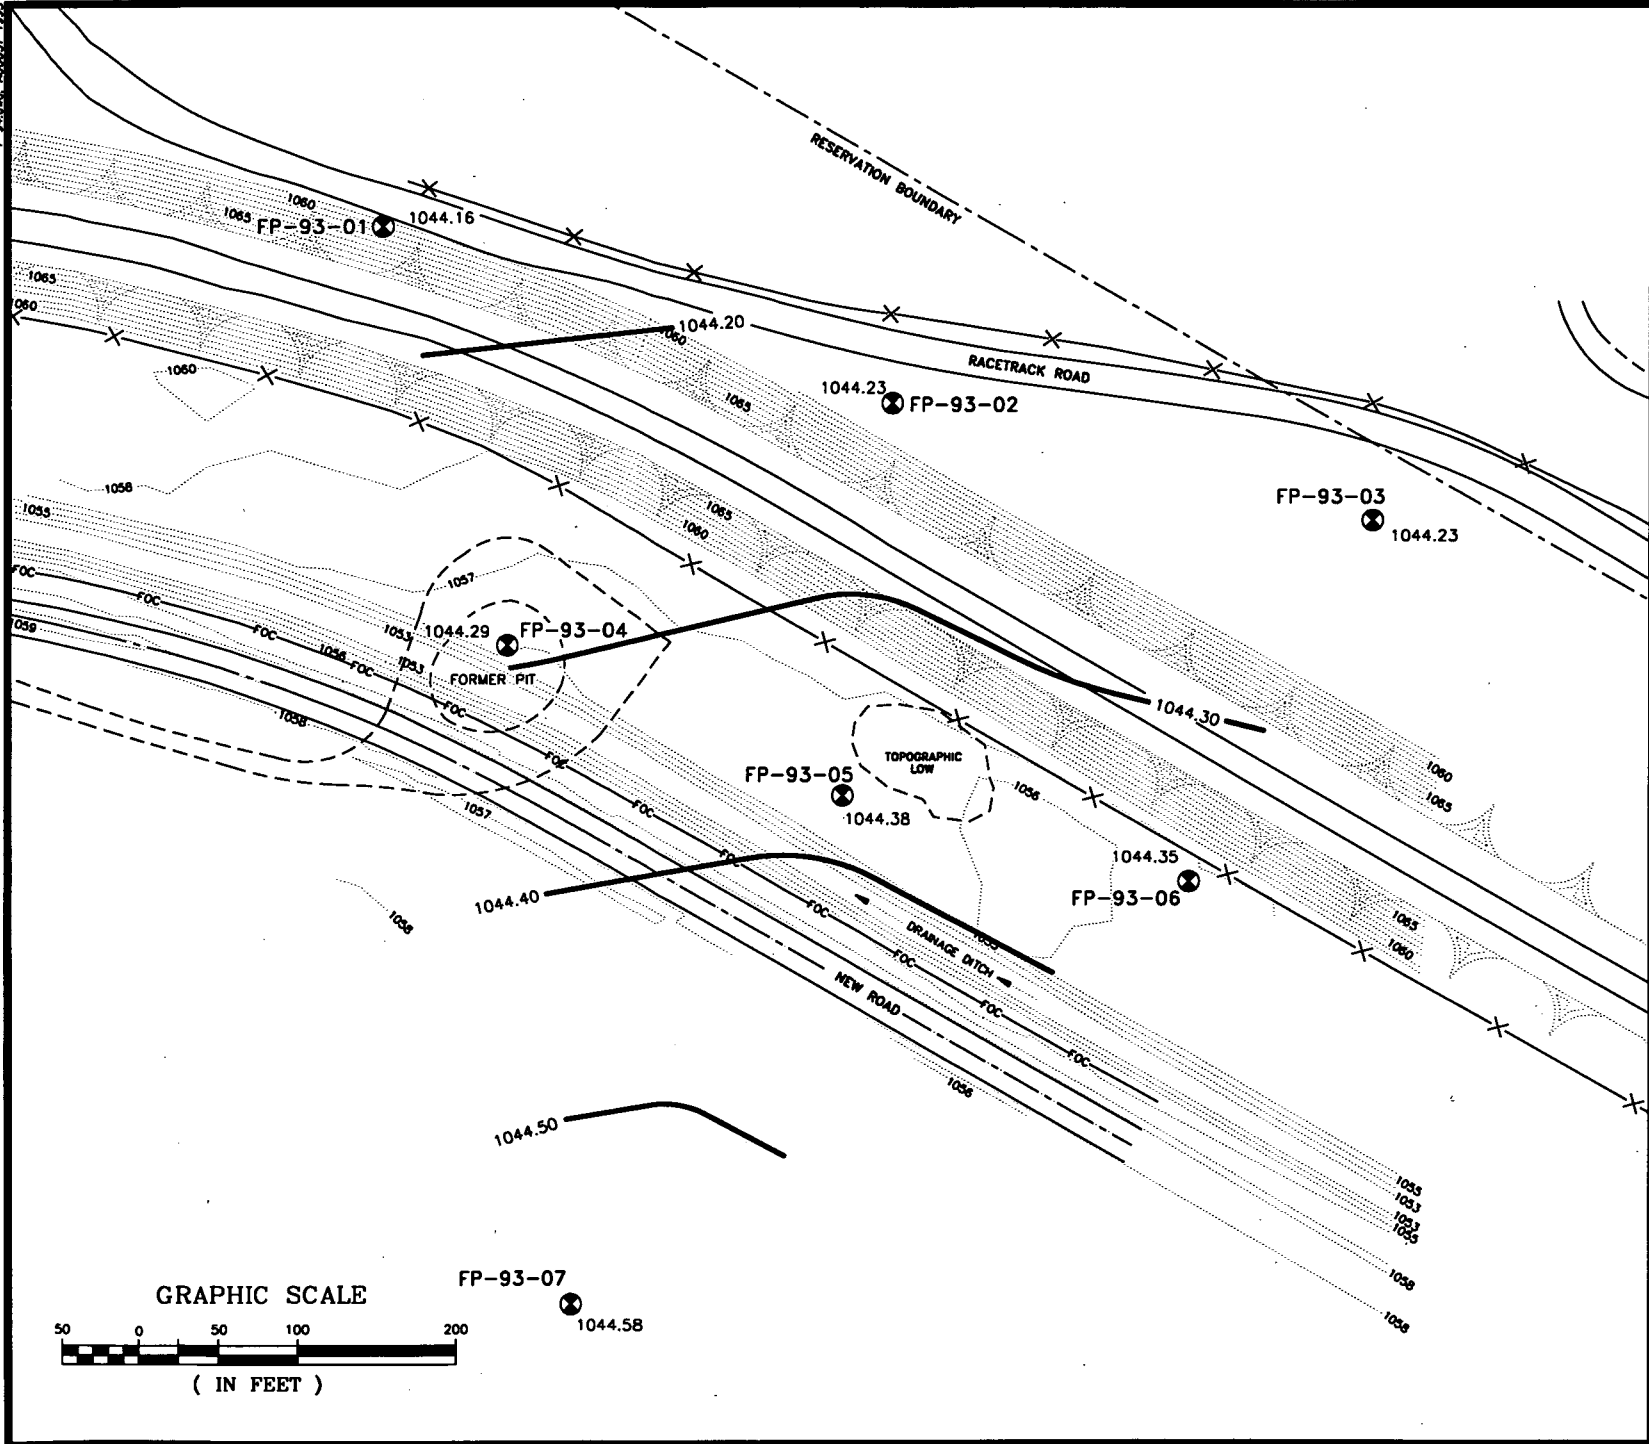 RESERVATION BOUNDARY
1060
1065
FP-93-01
1044.16
1065
1060
1044.20
1060
1060
RACETRACK ROAD
1044.23
FP-93-02
1065
1058
1055
1065
1060
FP-93-03
1044.23
FOC
1057
FOC
1059
FOC
1053
1044.29
FP-93-04
1056
FOC
1053
FORMER PIT
FOC
1058
1044.30
FOC
TOPOGRAPHIC
LOW
FP-93-05
1044.38
1056
1060
1065
1057
FOC
FOC
1044.35
FP-93-06
1044.40
1058
FOC
DRAINAGE DITCH
1055
1065
1060
FOC
NEW ROAD
FOC
FOC
1056
1044.50
1055
1053
1053
1055
1058
1058
FP-93-07
1044.58
GRAPHIC SCALE
50 0 50 100 200
( IN FEET )